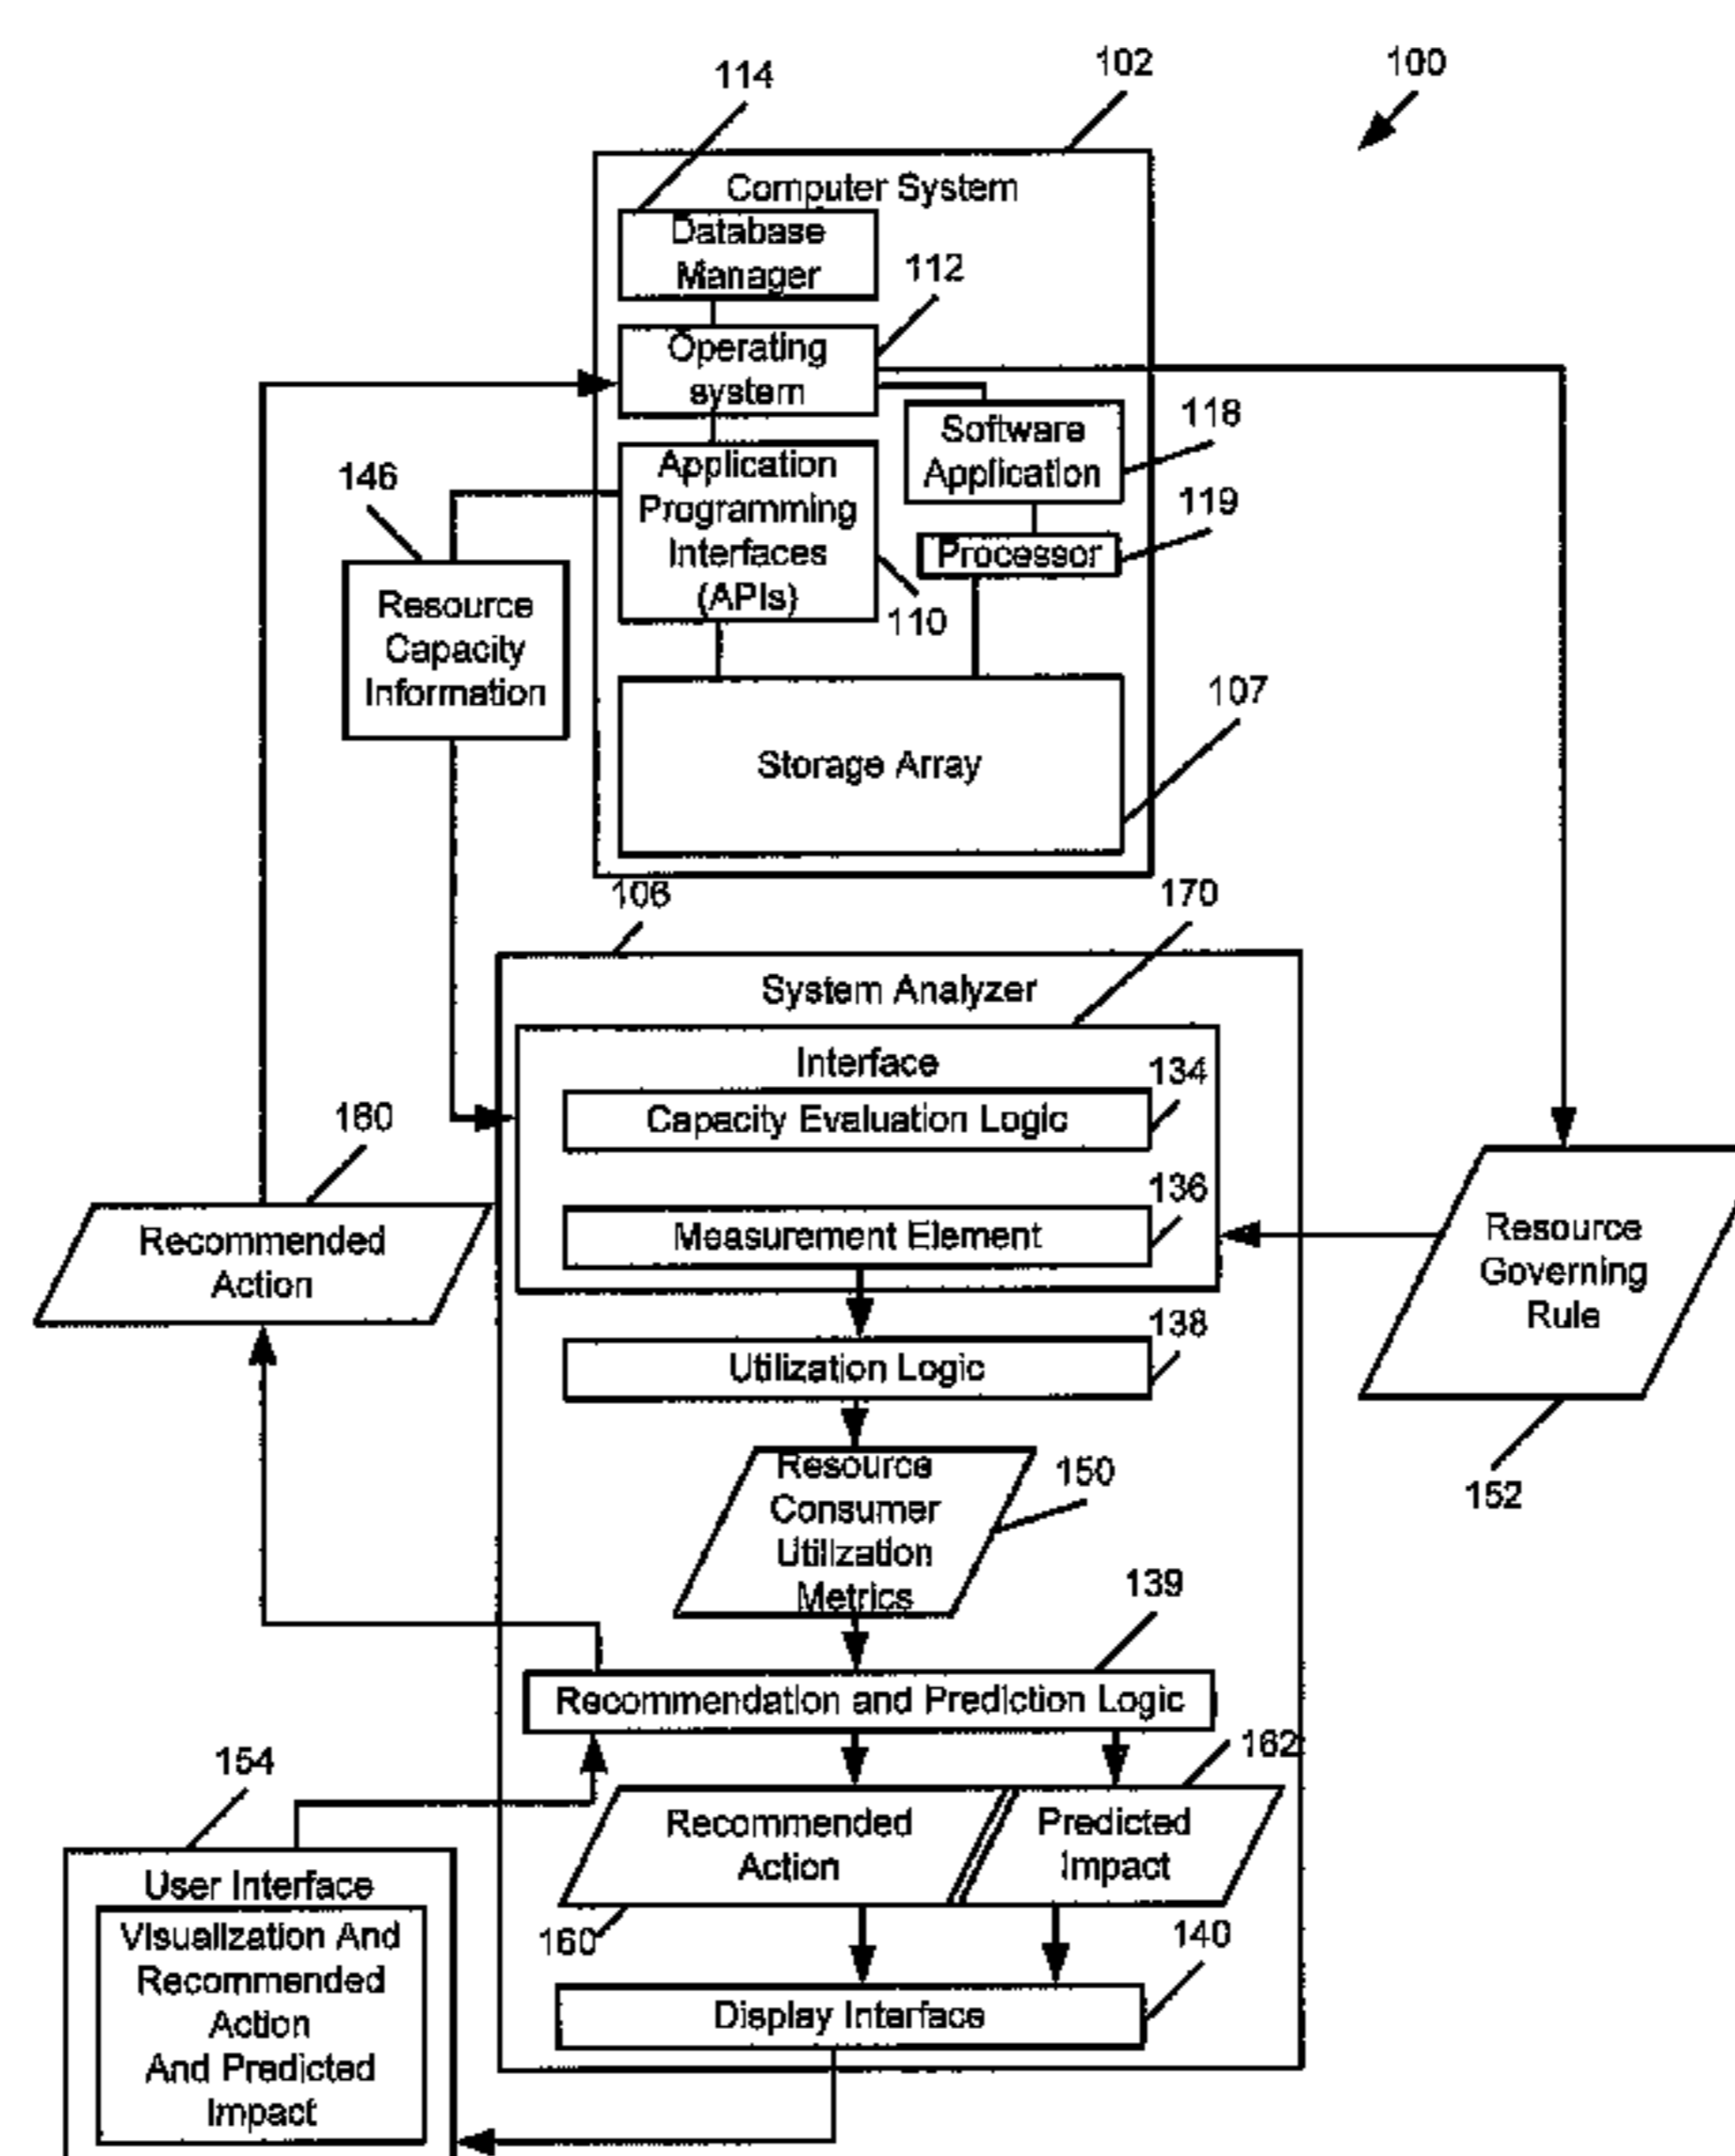 114
102
100
Computer System
Database
Manager
112
Operating
system
Software
Application
118
146
Application
Programming
Interfaces
(APIs)
119
Processor
110
Resource
Capacity
Information
107
Storage Array
106
170
System Analyzer
Interface
134
Capacity Evaluation Logic
160
136
Measurement Element
Recommended
Action
Resource
Governing
Rule
138
Utilization Logic
152
Resource
Consumer
Utilization
Metrics
150
139
Recommendation and Prediction Logic
154
162
Recommended
Action
Predicted
Impact
160
140
Display Interface
User Interface
Visualization And
Recommended
Action
And Predicted
Impact